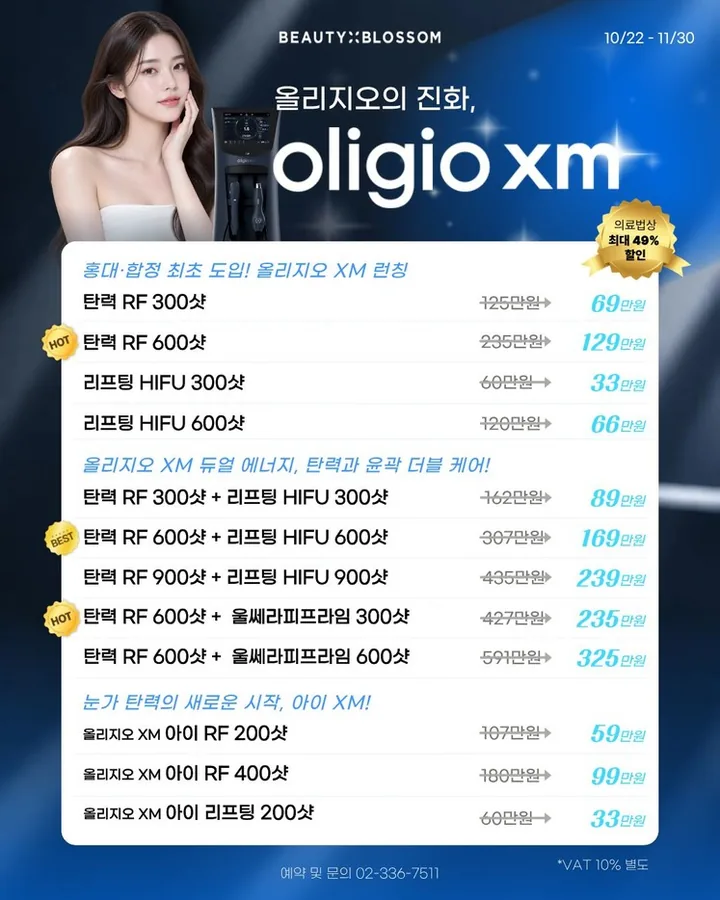 BEAUTY BLOSSOM
10/22 - 11/30
올리지오의 진화,
oligio xm
의료법상
최대 49%
할인
홍대·합정 최초 도입! 올리지오 XM 런칭
탄력 RF 300샷 125만원 69만원
HOT 탄력 RF 600샷 235만원 129만원
리프팅 HIFU 300샷 60만원 33만원
리프팅 HIFU 600샷 120만원 66만원
올리지오 XM 듀얼 에너지, 탄력과 윤곽 더블 케어!
탄력 RF 300샷 + 리프팅 HIFU 300샷 162만원 89만원
BEST 탄력 RF 600샷 + 리프팅 HIFU 600샷 307만원 169만원
탄력 RF 900샷 + 리프팅 HIFU 900샷 435만원 239만원
HOT 탄력 RF 600샷 + 울쎄라피프라임 300샷 427만원 235만원
탄력 RF 600샷 + 울쎄라피프라임 600샷 591만원 325만원
눈가 탄력의 새로운 시작, 아이 XM!
올리지오 XM 아이 RF 200샷 107만원 59만원
올리지오 XM 아이 RF 400샷 180만원 99만원
올리지오 XM 아이 리프팅 200샷 60만원 33만원
*VAT 10% 별도
예약 및 문의 02-336-7511